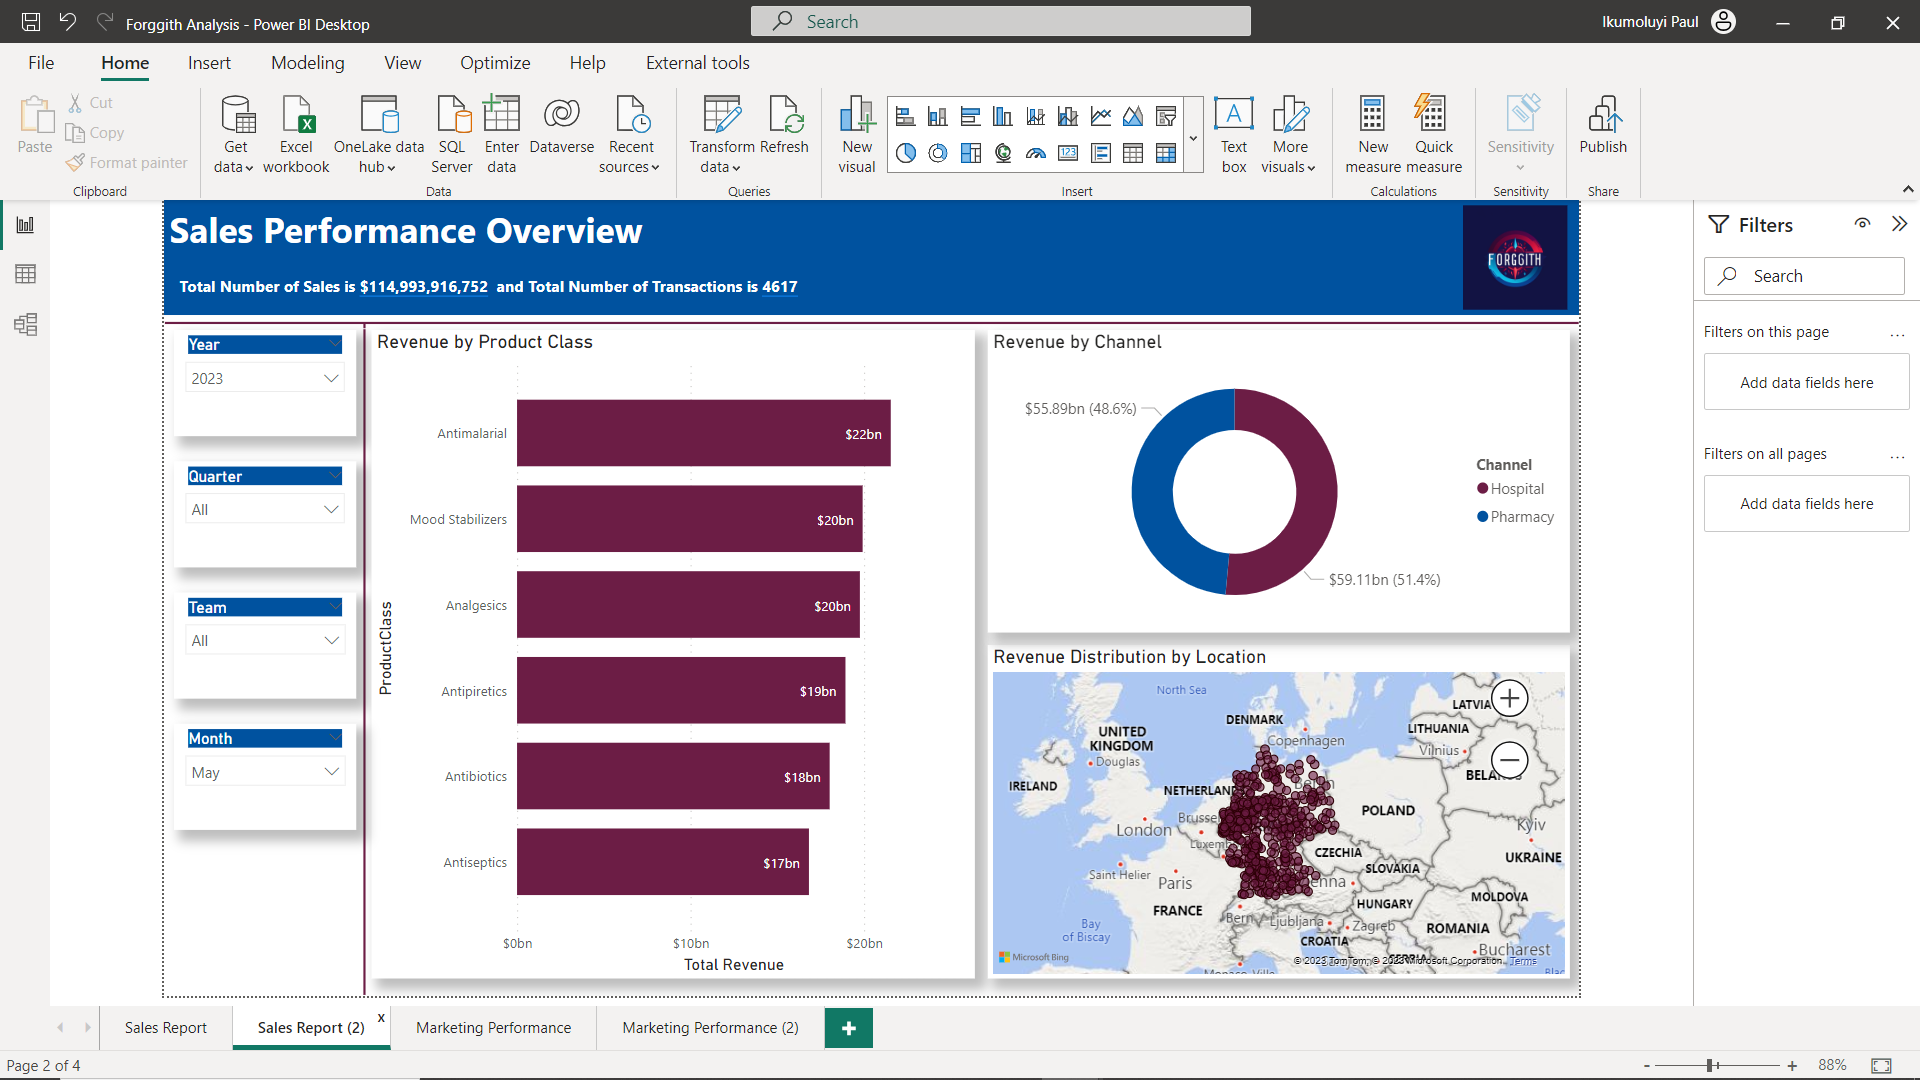 Forggith Analysis - Power BI Desktop
Search
Ikumoluyi Paul
File Home Insert Modeling View Optimize Help External tools
Paste
Cut
Copy
Format painter
Clipboard
Get data
Excel workbook
OneLake data hub
SQL Server
Enter data
Dataverse
Recent sources
Data
Transform data
Refresh
Queries
New visual
123
A
Text box
More visuals
Insert
New measure
Quick measure
Calculations
Sensitivity
Sensitivity
Publish
Share
Sales Performance Overview
Total Number of Sales is $114,993,916,752 and Total Number of Transactions is 4617
FORGGITH
Year
2023
Quarter
All
Team
All
Month
May
Revenue by Product Class
ProductClass
Antimalarial $22bn
Mood Stabilizers $20bn
Analgesics $20bn
Antipiretics $19bn
Antibiotics $18bn
Antiseptics $17bn
$0bn $10bn $20bn
Total Revenue
Revenue by Channel
$55.89bn (48.6%)
$59.11bn (51.4%)
Channel
Hospital
Pharmacy
Revenue Distribution by Location
North Sea
LATVIA
DENMARK
UNITED KINGDOM
Copenhagen
LITHUANIA
Vilnius
Douglas
IRELAND
POLAND
London
Kyiv
CZECHIA
UKRAINE
SLOVAKIA
Saint Helier
Paris
HUNGARY
MOLDOVA
FRANCE
Bern
Ljubljana
Zagreb
ROMANIA
Bay of Biscay
CROATIA
Bucharest
Microsoft Bing
© 2023 TomTom, © 2023 Microsoft Corporation Terms
Filters
Search
Filters on this page
...
Add data fields here
Filters on all pages
...
Add data fields here
Sales Report
Sales Report (2)
x
Marketing Performance
Marketing Performance (2)
+
Page 2 of 4
- + 88%